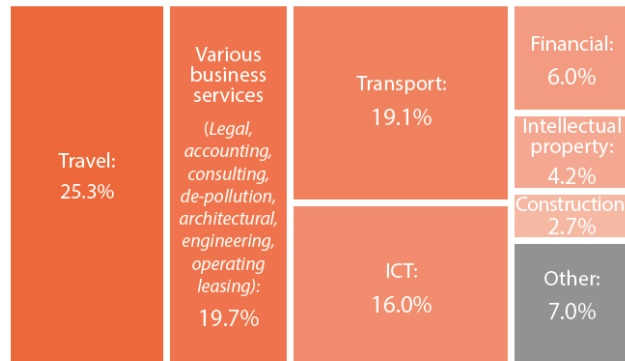 Travel:
25.3%
Various
business
services
(Legal,
accounting,
consulting,
de-pollution,
architectural,
engineering,
operating
leasing):
19.7%
Transport:
19.1%
ICT:
16.0%
Financial:
6.0%
Intellectual
property:
4.2%
Construction
2.7%
Other:
7.0%